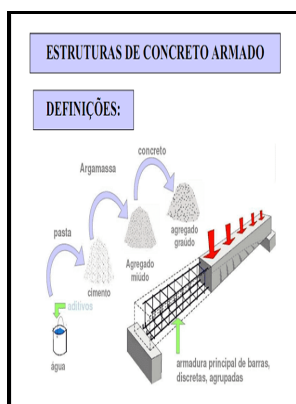 ESTRUTURAS DE CONCRETO ARMADO
DEFINIÇÕES:
concreto
Argamassa
pasta
agregado
graúdo
Agregado
miúdo
cimento
aditivos
água
armadura principal de barras,
discretas, agrupadas